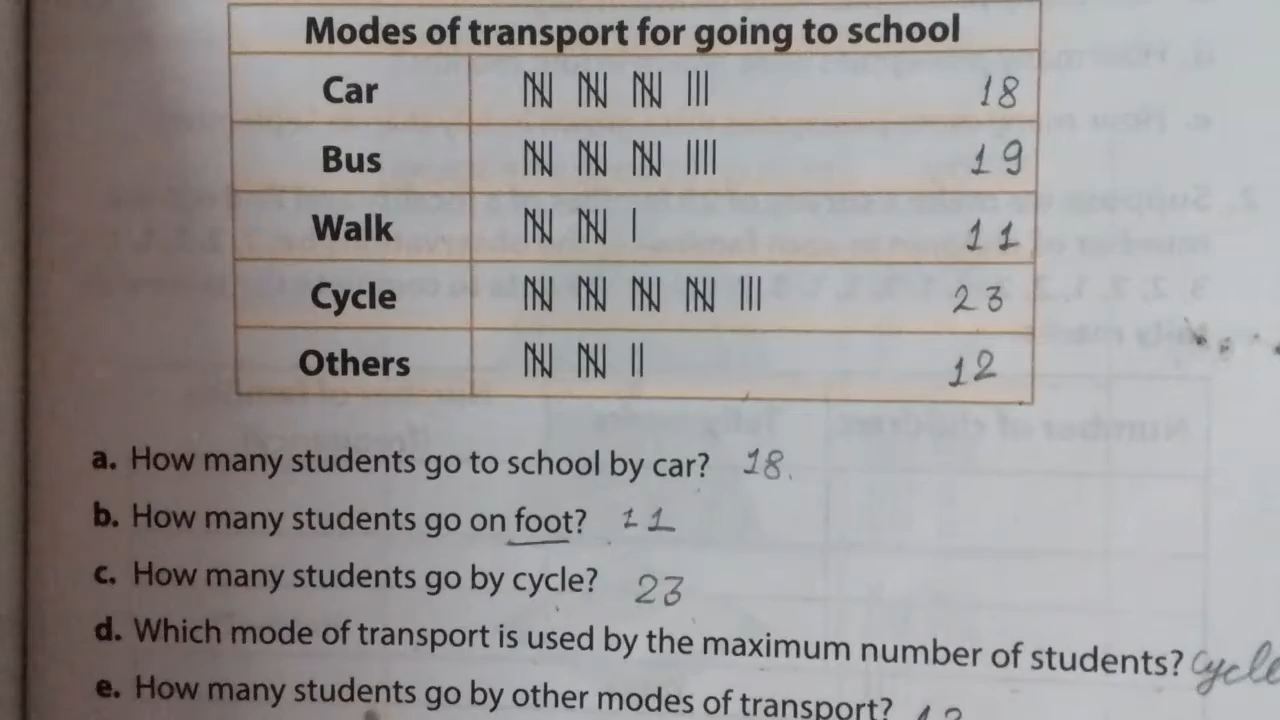 Modes of transport for going to school
Car 𝍸 𝍸 𝍸 ||| 18
Bus 𝍸 𝍸 𝍸 |||| 19
Walk 𝍸 𝍸 | 11
Cycle 𝍸 𝍸 𝍸 𝍸 ||| 23
Others 𝍸 𝍸 || 12
a. How many students go to school by car? 18.
b. How many students go on foot? 11
c. How many students go by cycle? 23
d. Which mode of transport is used by the maximum number of students? Cycle
e. How many students go by other modes of transport? 12